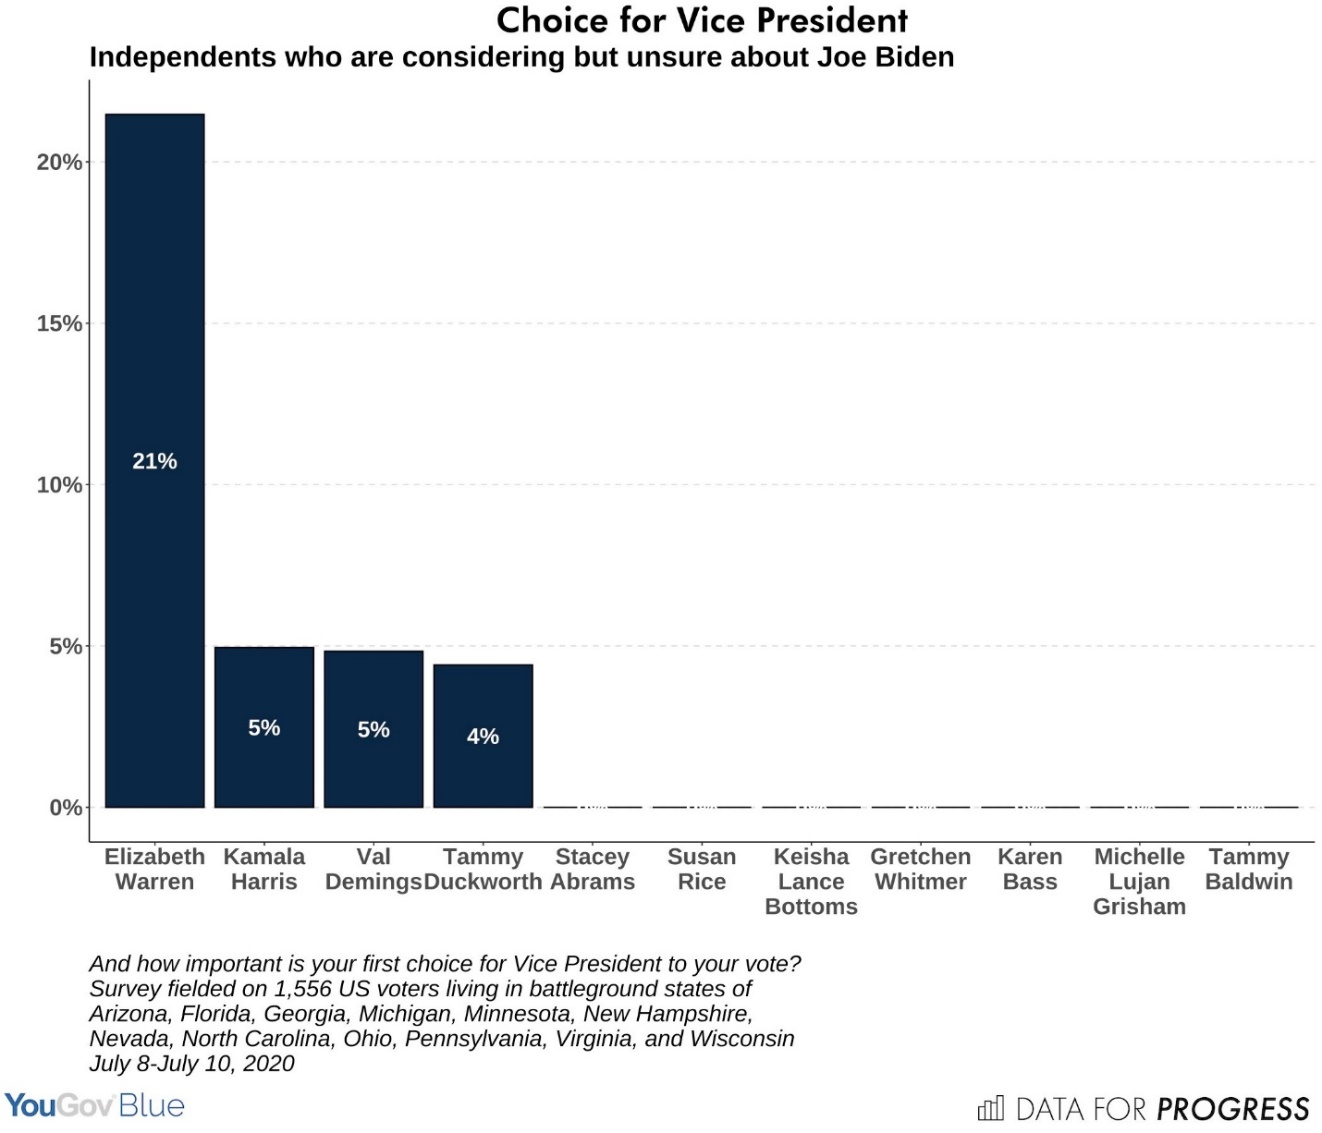 Choice for Vice President
Independents who are considering but unsure about Joe Biden
20%
15%
10%
5%
0%
21%
5%
5%
4%
Elizabeth Warren
Kamala Harris
Val Demings
Tammy Duckworth
Stacey Abrams
Susan Rice
Keisha Lance Bottoms
Gretchen Whitmer
Karen Bass
Michelle Lujan Grisham
Tammy Baldwin
And how important is your first choice for Vice President to your vote?
Survey fielded on 1,556 US voters living in battleground states of
Arizona, Florida, Georgia, Michigan, Minnesota, New Hampshire,
Nevada, North Carolina, Ohio, Pennsylvania, Virginia, and Wisconsin
July 8-July 10, 2020
YouGov Blue
DATA FOR PROGRESS